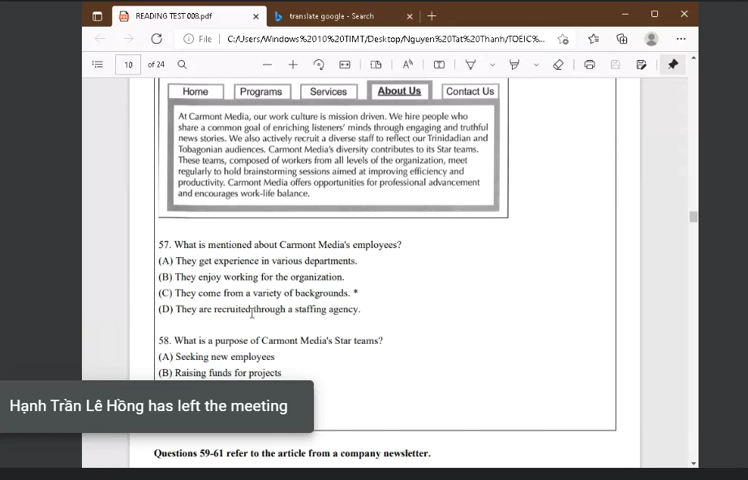 READING TEST 008.pdf
translate google - Search
File
C:/Users/Windows%2010%20TIMT/Desktop/Nguyen%20Tat%20Thanh/TOEIC%...
10 of 24
Home Programs Services About Us Contact Us
At Carmont Media, our work culture is mission driven. We hire people who
share a common goal of enriching listeners' minds through engaging and truthful
news stories. We also actively recruit a diverse staff to reflect our Trinidadian and
Tobagonian audiences. Carmont Media's diversity contributes to its Star teams.
These teams, composed of workers from all levels of the organization, meet
regularly to hold brainstorming sessions aimed at improving efficiency and
productivity. Carmont Media offers opportunities for professional advancement
and encourages work-life balance.
57. What is mentioned about Carmont Media's employees?
(A) They get experience in various departments.
(B) They enjoy working for the organization.
(C) They come from a variety of backgrounds. *
(D) They are recruited through a staffing agency.
58. What is a purpose of Carmont Media's Star teams?
(A) Seeking new employees
(B) Raising funds for projects
Hạnh Trần Lê Hồng has left the meeting
Questions 59-61 refer to the article from a company newsletter.